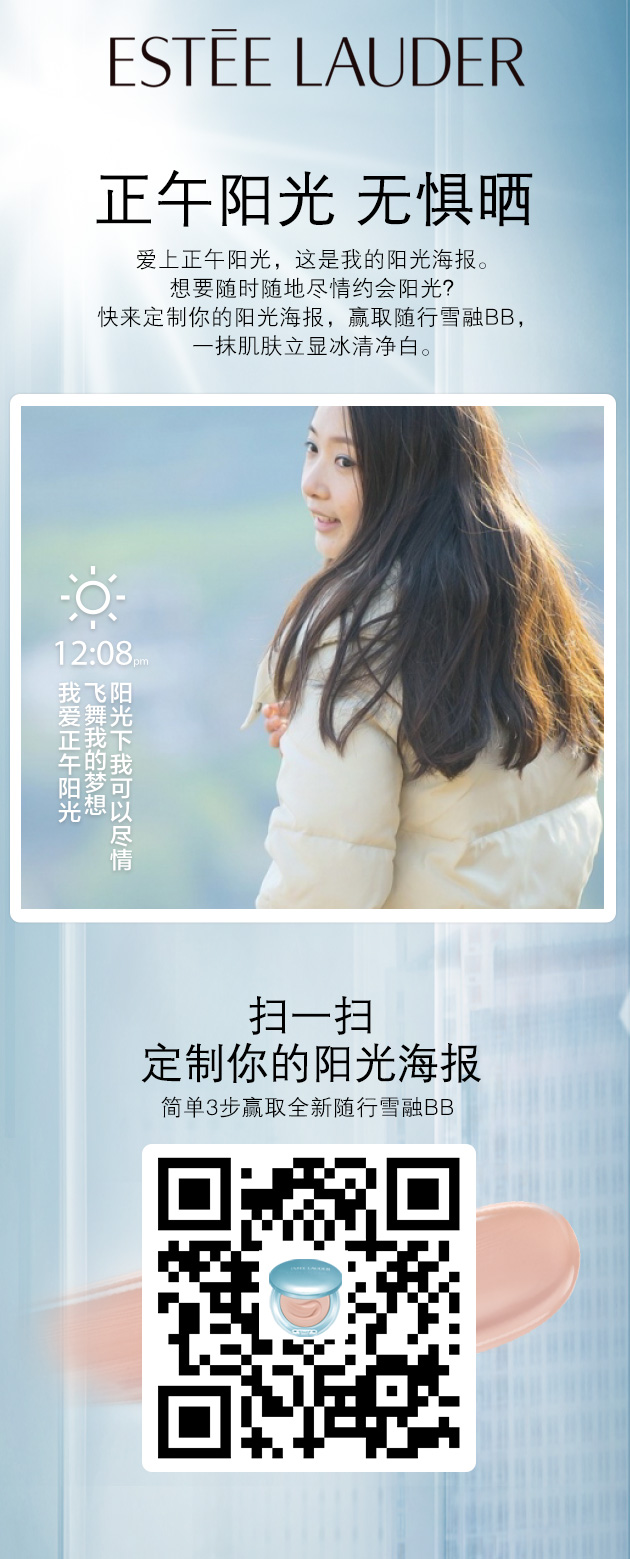 ESTĒE LAUDER
正午阳光 无惧晒
爱上正午阳光，这是我的阳光海报。
想要随时随地尽情约会阳光?
快来定制你的阳光海报，赢取随行雪融BB，
一抹肌肤立显冰清净白。
12:08pm
阳光下我可以尽情
飞舞我的梦想
我爱正午阳光
扫一扫
定制你的阳光海报
简单3步赢取全新随行雪融BB
ESTEE LAUDER